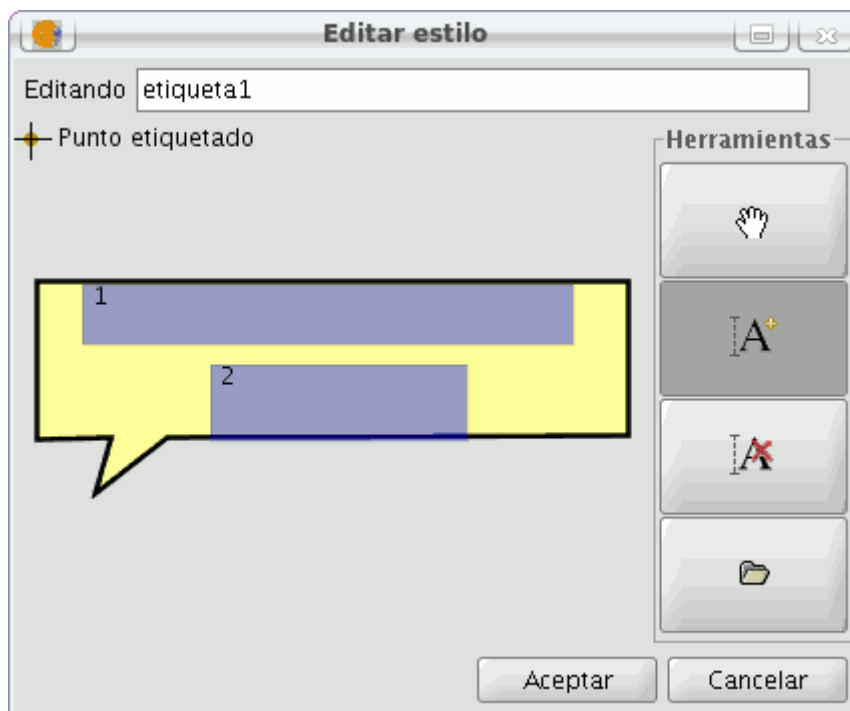 Editar estilo
Editando etiqueta1
Punto etiquetado
Herramientas
1
A
2
A
Aceptar Cancelar